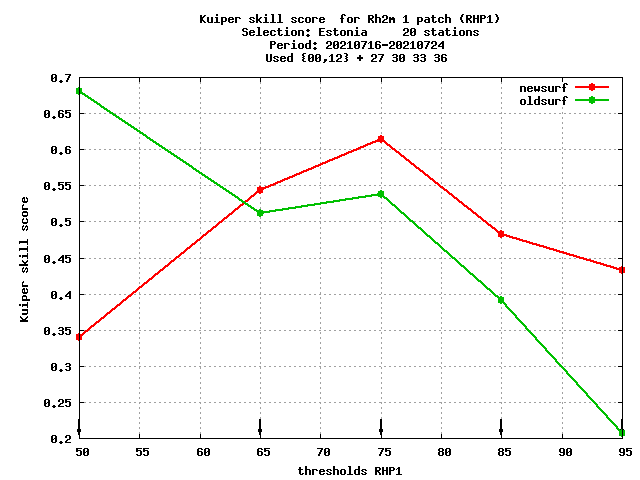 Kuiper skill score  for Rh2m 1 patch (RHP1)
Selection: Estonia     20 stations
Period: 20210716-20210724
Used {00,12} + 27 30 33 36
newsurf
oldsurf
Kuiper skill score
0.7
0.65
0.6
0.55
0.5
0.45
0.4
0.35
0.3
0.25
0.2
50 55 60 65 70 75 80 85 90 95
thresholds RHP1